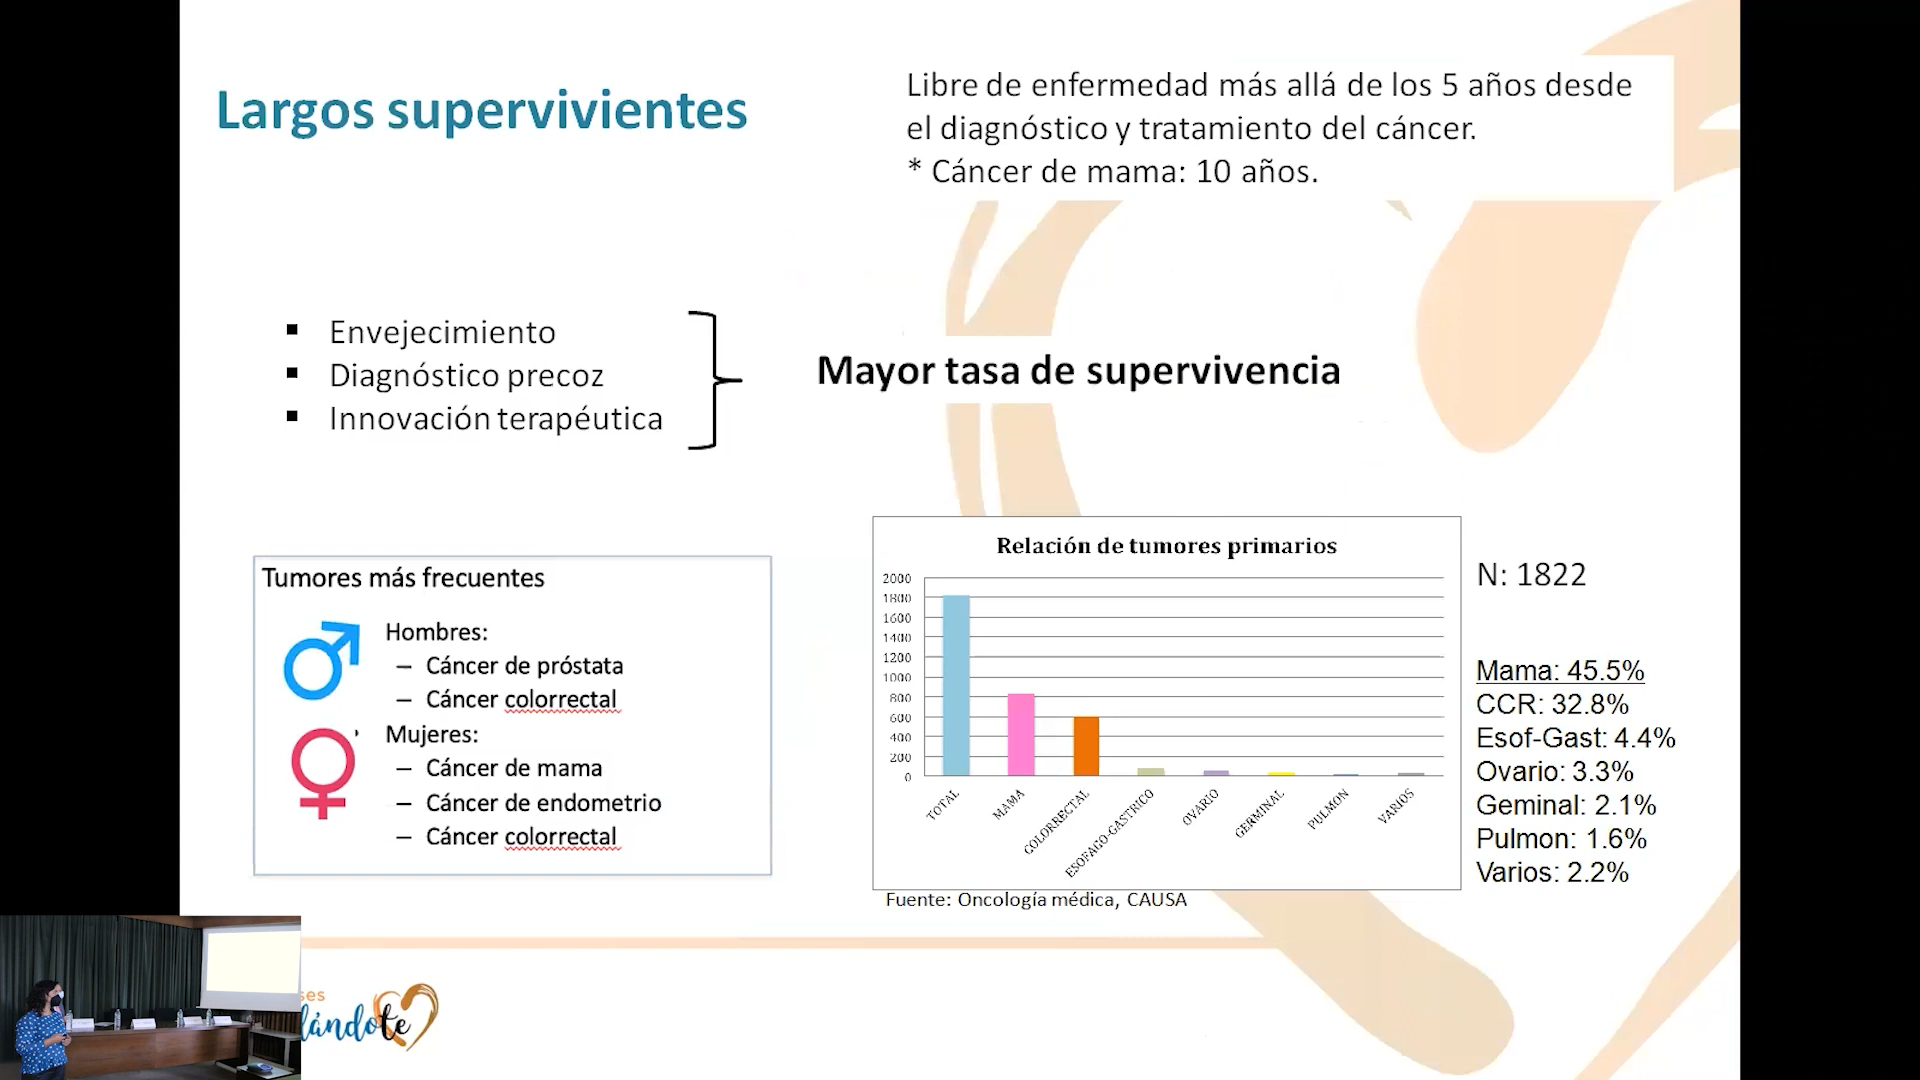 Largos supervivientes
Libre de enfermedad más allá de los 5 años desde
el diagnóstico y tratamiento del cáncer.
* Cáncer de mama: 10 años.
▪ Envejecimiento
▪ Diagnóstico precoz
▪ Innovación terapéutica
Mayor tasa de supervivencia
Tumores más frecuentes
Hombres:
– Cáncer de próstata
– Cáncer colorrectal
Mujeres:
– Cáncer de mama
– Cáncer de endometrio
– Cáncer colorrectal
Relación de tumores primarios
2000
1800
1600
1400
1200
1000
800
600
400
200
0
TOTAL
MAMA
COLORRECTAL
ESOFAGO-GASTRICO
OVARIO
GERMINAL
PULMON
VARIOS
Fuente: Oncología médica, CAUSA
N: 1822
Mama: 45.5%
CCR: 32.8%
Esof-Gast: 4.4%
Ovario: 3.3%
Geminal: 2.1%
Pulmon: 1.6%
Varios: 2.2%